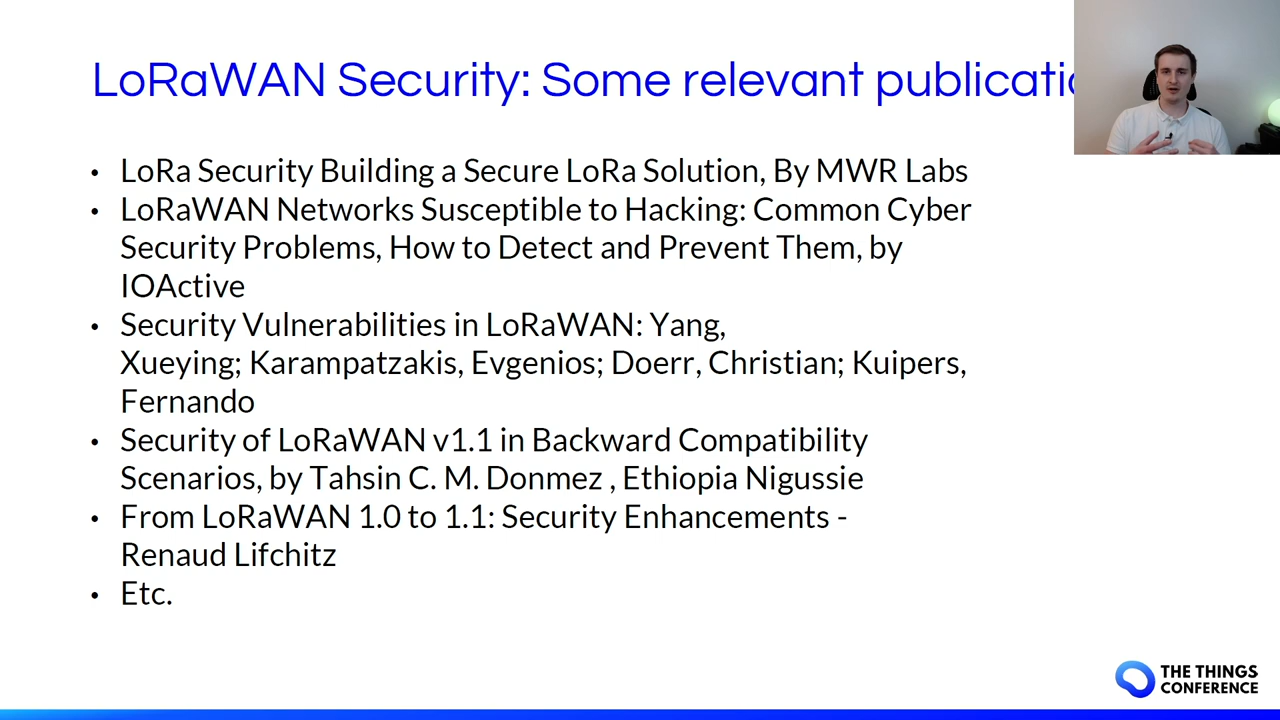 LoRaWAN Security: Some relevant publicatio
• LoRa Security Building a Secure LoRa Solution, By MWR Labs
• LoRaWAN Networks Susceptible to Hacking: Common Cyber
Security Problems, How to Detect and Prevent Them, by
IOActive
• Security Vulnerabilities in LoRaWAN: Yang,
Xueying; Karampatzakis, Evgenios; Doerr, Christian; Kuipers,
Fernando
• Security of LoRaWAN v1.1 in Backward Compatibility
Scenarios, by Tahsin C. M. Donmez , Ethiopia Nigussie
• From LoRaWAN 1.0 to 1.1: Security Enhancements -
Renaud Lifchitz
• Etc.
THE THINGS
CONFERENCE